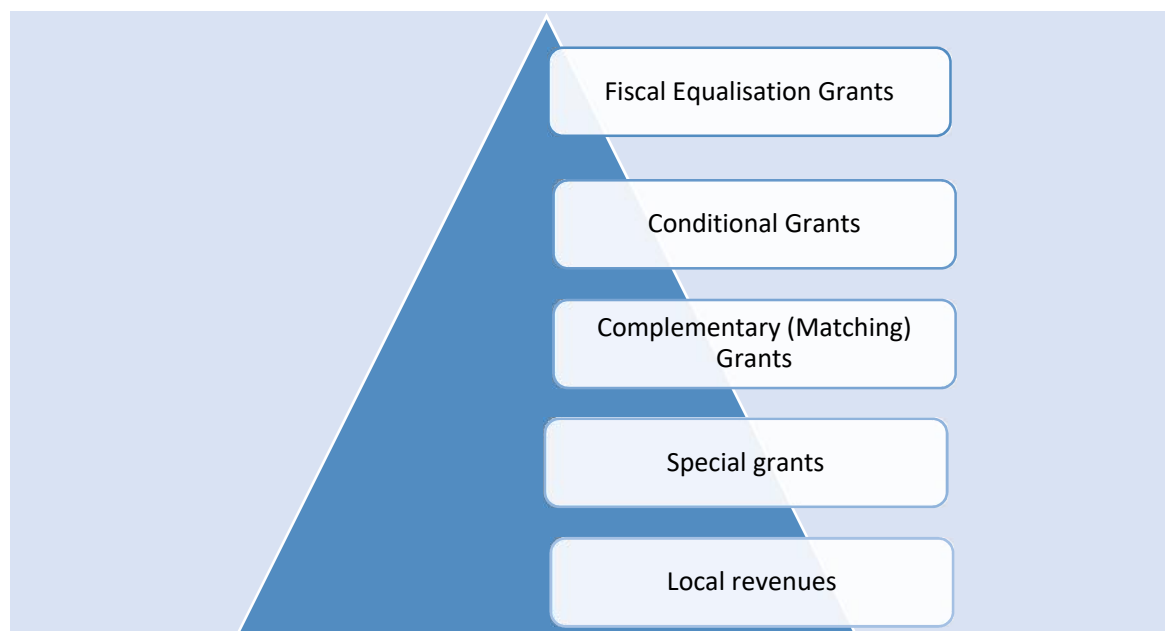 Fiscal Equalisation Grants
Conditional Grants
Complementary (Matching)
Grants
Special grants
Local revenues